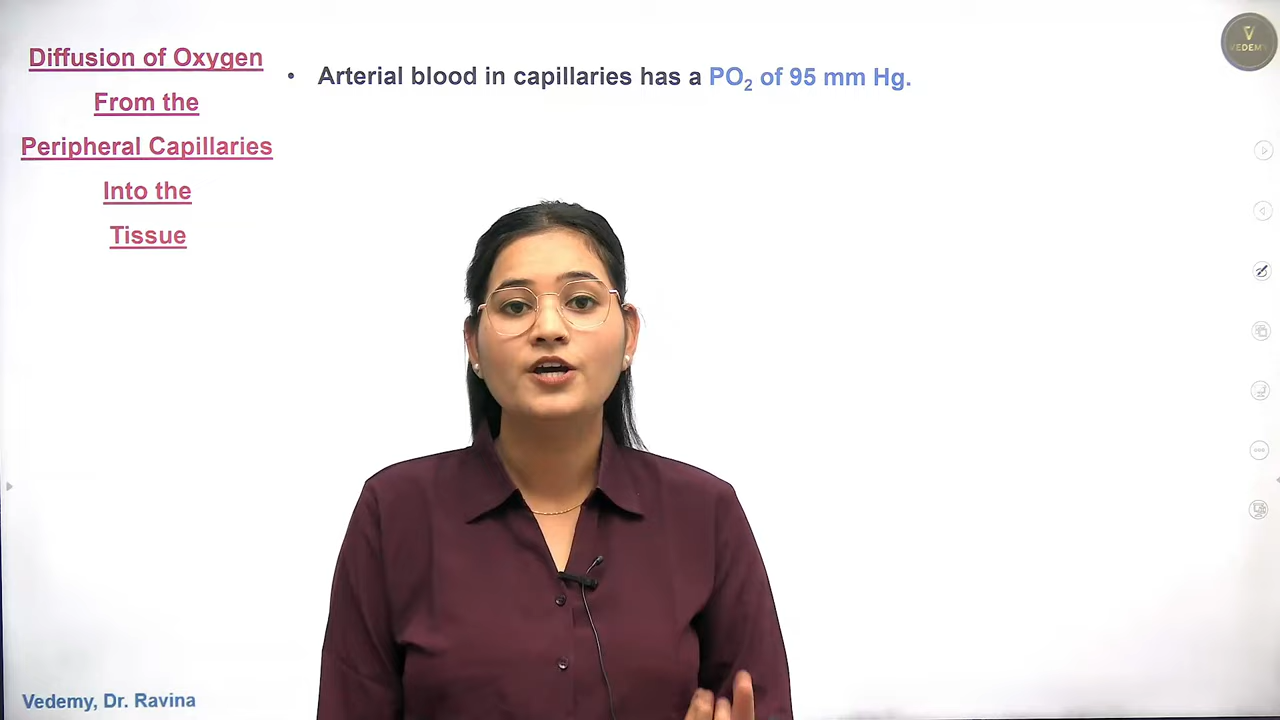 Diffusion of Oxygen
From the
Peripheral Capillaries
Into the
Tissue
• Arterial blood in capillaries has a PO₂ of 95 mm Hg.
VEDEMY
Vedemy, Dr. Ravina